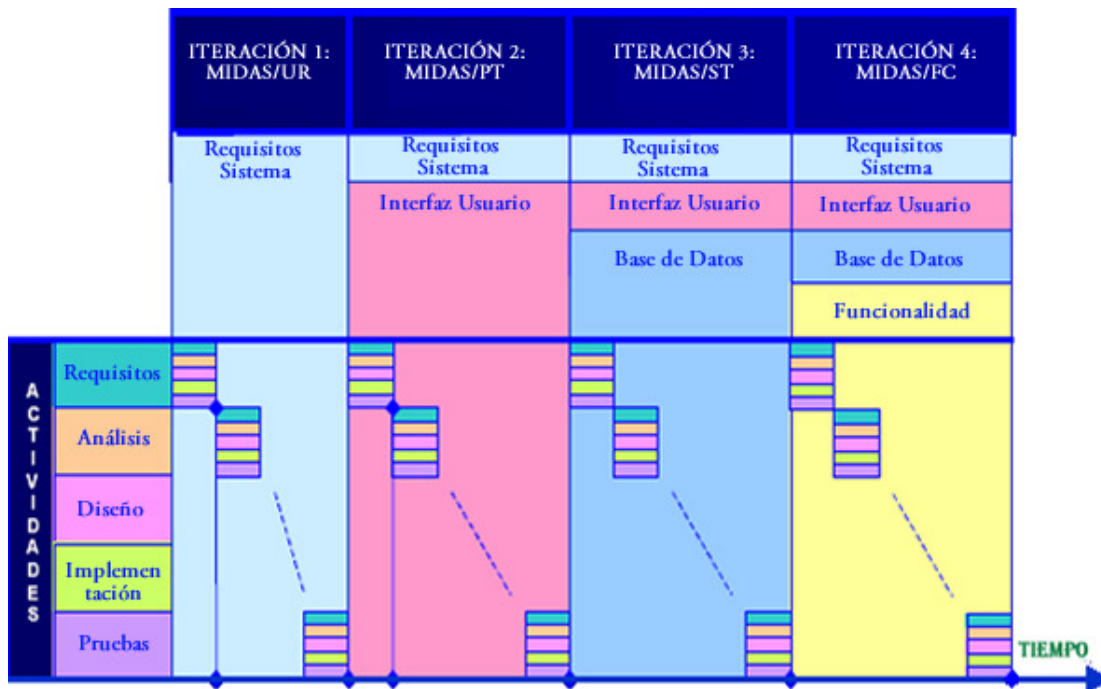 ITERACIÓN 1:
MIDAS/UR
ITERACIÓN 2:
MIDAS/PT
ITERACIÓN 3:
MIDAS/ST
ITERACIÓN 4:
MIDAS/FC
Requisitos
Sistema
Requisitos
Sistema
Requisitos
Sistema
Requisitos
Sistema
Interfaz Usuario
Interfaz Usuario
Interfaz Usuario
Base de Datos
Base de Datos
Funcionalidad
ACTIVIDADES
Requisitos
Análisis
Diseño
Implemen
tación
Pruebas
TIEMPO